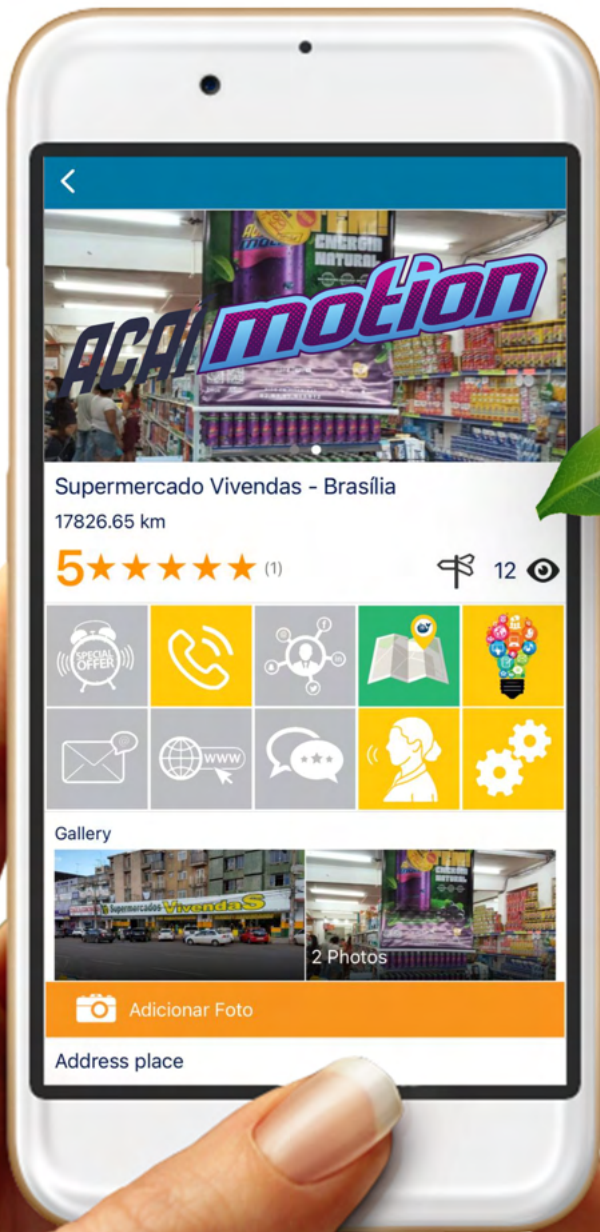 ENERGIA
NATURAL
AÇAÍ motion
Supermercado Vivendas - Brasília
17826.65 km
5 (1) 12
SPECIAL
OFFER
www
Gallery
Supermercados VivendaS
2 Photos
Adicionar Foto
Address place